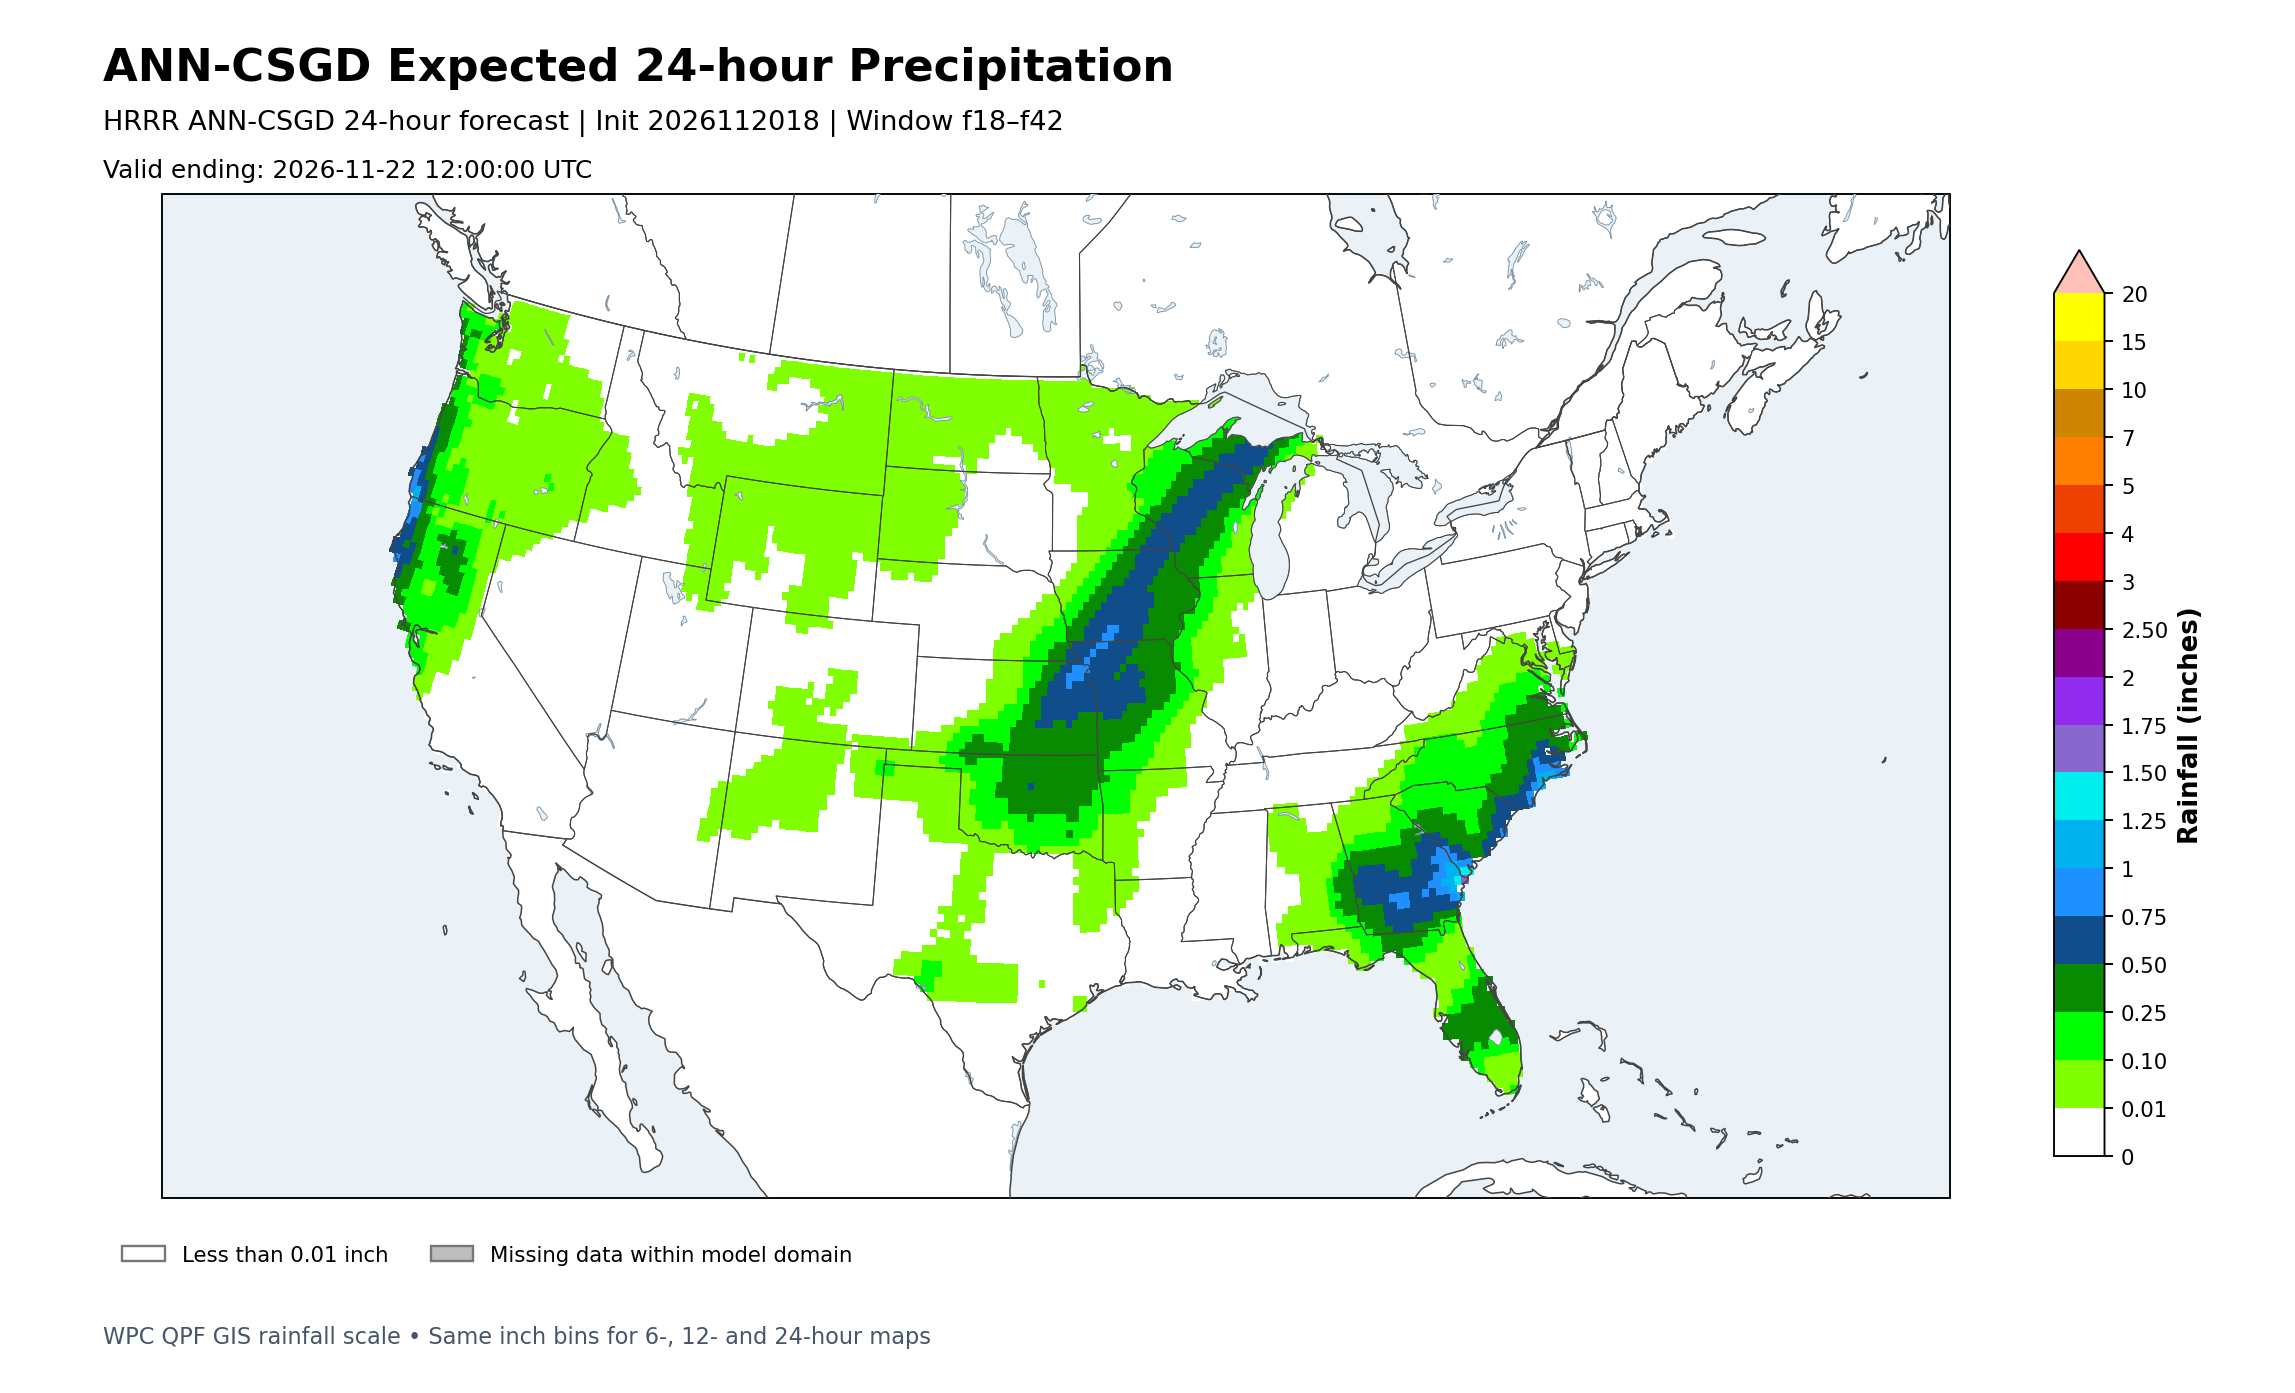 ANN-CSGD Expected 24-hour Precipitation
HRRR ANN-CSGD 24-hour forecast | Init 2026112018 | Window f18–f42
Valid ending: 2026-11-22 12:00:00 UTC
20
15
10
7
5
4
3
2.50
2
1.75
1.50
1.25
1
0.75
0.50
0.25
0.10
0.01
0
Rainfall (inches)
Less than 0.01 inch
Missing data within model domain
WPC QPF GIS rainfall scale • Same inch bins for 6-, 12- and 24-hour maps